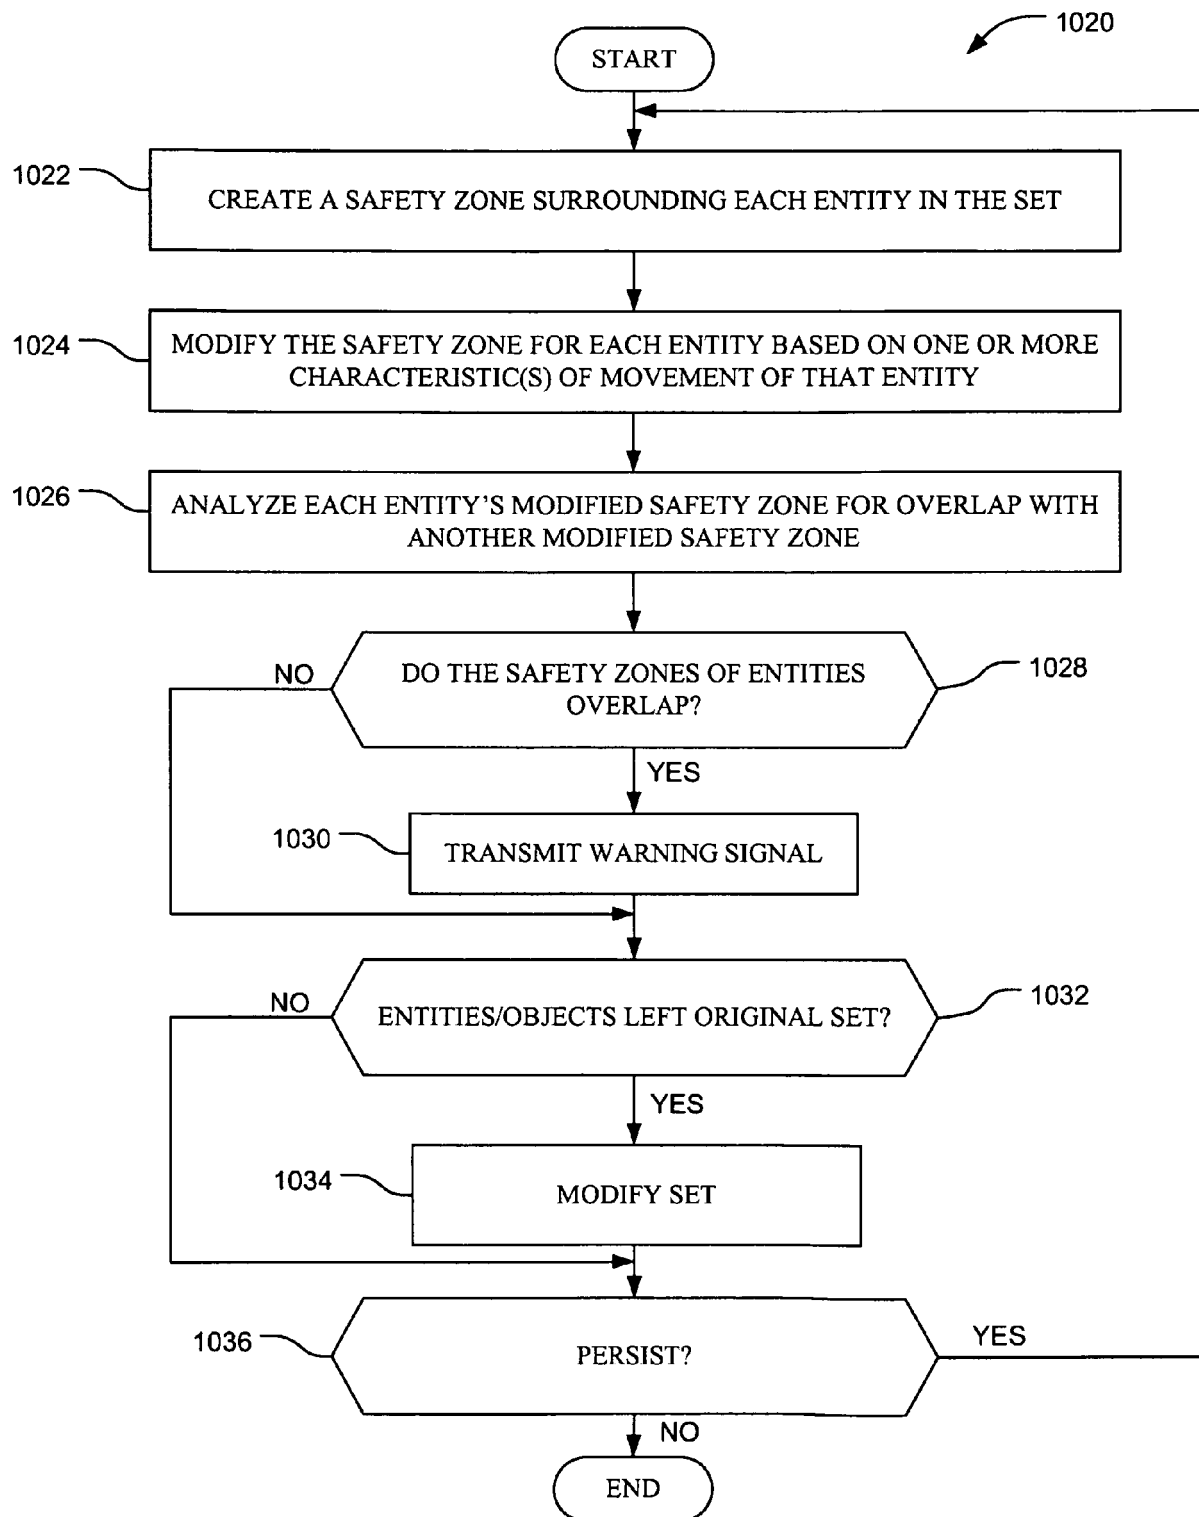 1020
START
1022
CREATE A SAFETY ZONE SURROUNDING EACH ENTITY IN THE SET
1024
MODIFY THE SAFETY ZONE FOR EACH ENTITY BASED ON ONE OR MORE
CHARACTERISTIC(S) OF MOVEMENT OF THAT ENTITY
1026
ANALYZE EACH ENTITY'S MODIFIED SAFETY ZONE FOR OVERLAP WITH
ANOTHER MODIFIED SAFETY ZONE
NO
DO THE SAFETY ZONES OF ENTITIES
OVERLAP?
1028
YES
1030
TRANSMIT WARNING SIGNAL
NO
ENTITIES/OBJECTS LEFT ORIGINAL SET?
1032
YES
1034
MODIFY SET
1036
PERSIST?
YES
NO
END